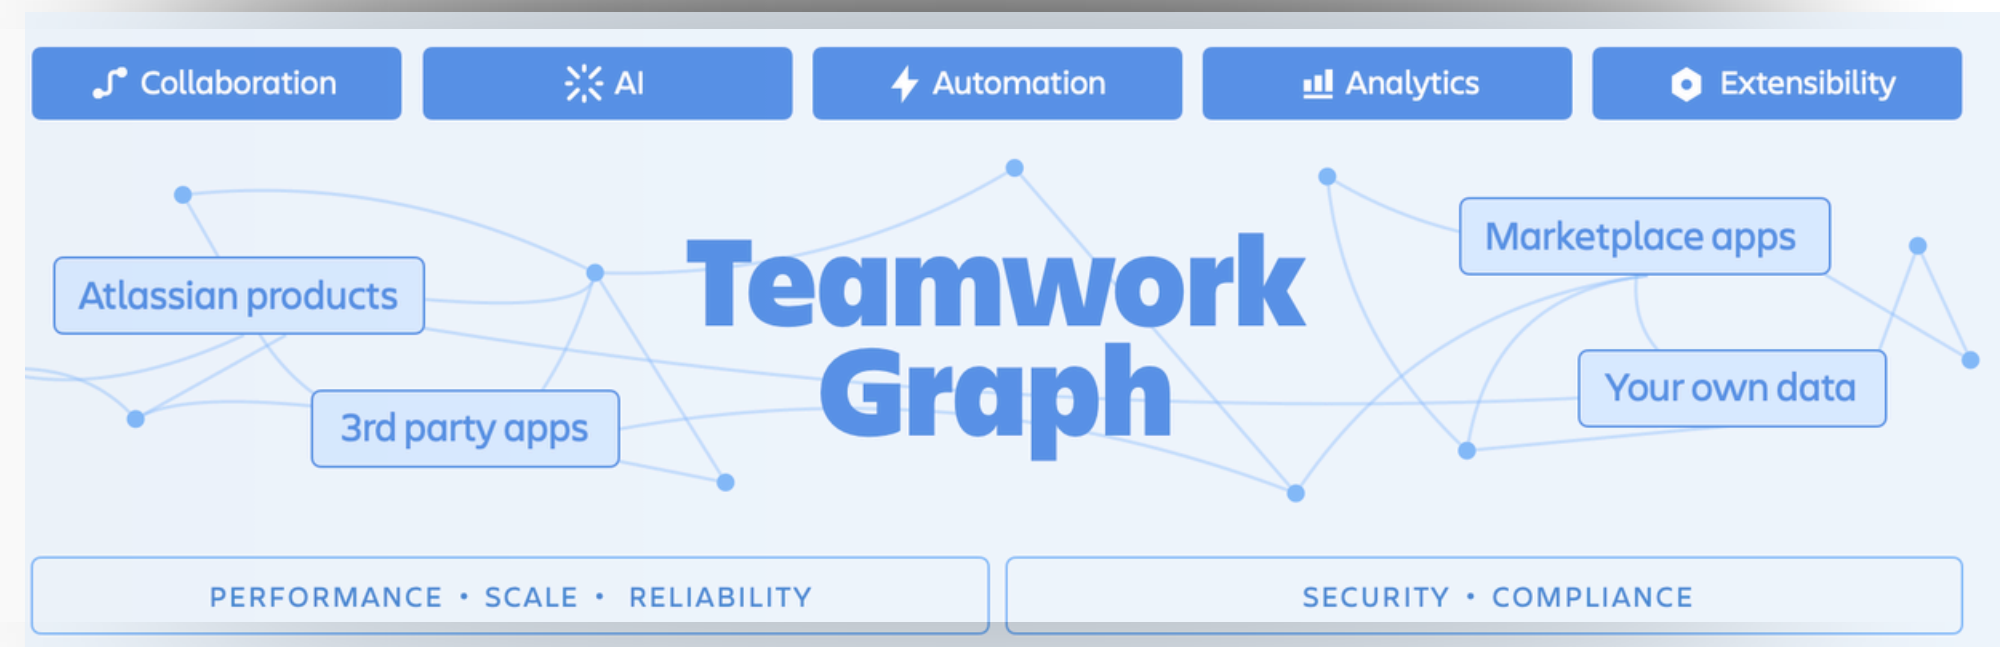 Collaboration
AI
Automation
Analytics
Extensibility
Marketplace apps
Atlassian products
Teamwork
Graph
Your own data
3rd party apps
PERFORMANCE • SCALE • RELIABILITY
SECURITY • COMPLIANCE